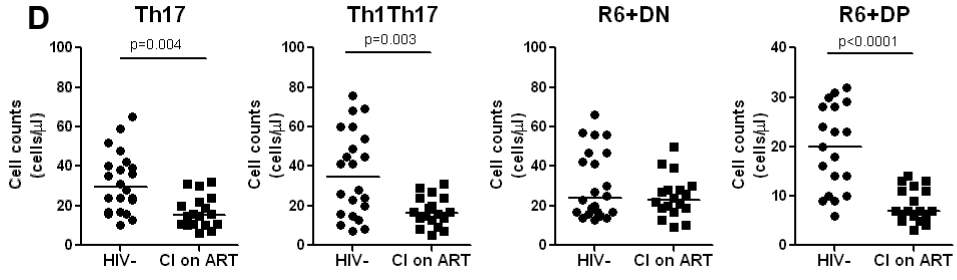 D
Th17
Th1Th17
R6+DN
R6+DP
Cell counts
(cells/µl)
100
80
60
40
20
0
p=0.004
HIV-
CI on ART
Cell counts
(cells/µl)
100
80
60
40
20
0
p=0.003
HIV-
CI on ART
Cell counts
(cells/µl)
100
80
60
40
20
0
HIV-
CI on ART
Cell counts
(cells/µl)
40
30
20
10
0
p<0.0001
HIV-
CI on ART